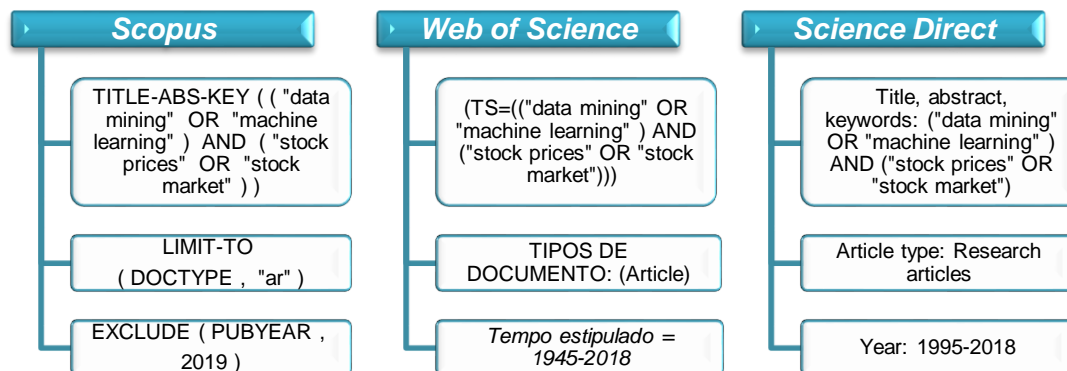 Scopus
TITLE-ABS-KEY ( ( "data
mining" OR "machine
learning" ) AND ( "stock
prices" OR "stock
market" ) )
LIMIT-TO
( DOCTYPE , "ar" )
EXCLUDE ( PUBYEAR ,
2019 )
Web of Science
(TS=(("data mining" OR
"machine learning" ) AND
("stock prices" OR "stock
market")))
TIPOS DE
DOCUMENTO: (Article)
Tempo estipulado =
1945-2018
Science Direct
Title, abstract,
keywords: ("data mining"
OR "machine learning" )
AND ("stock prices" OR
"stock market")
Article type: Research
articles
Year: 1995-2018